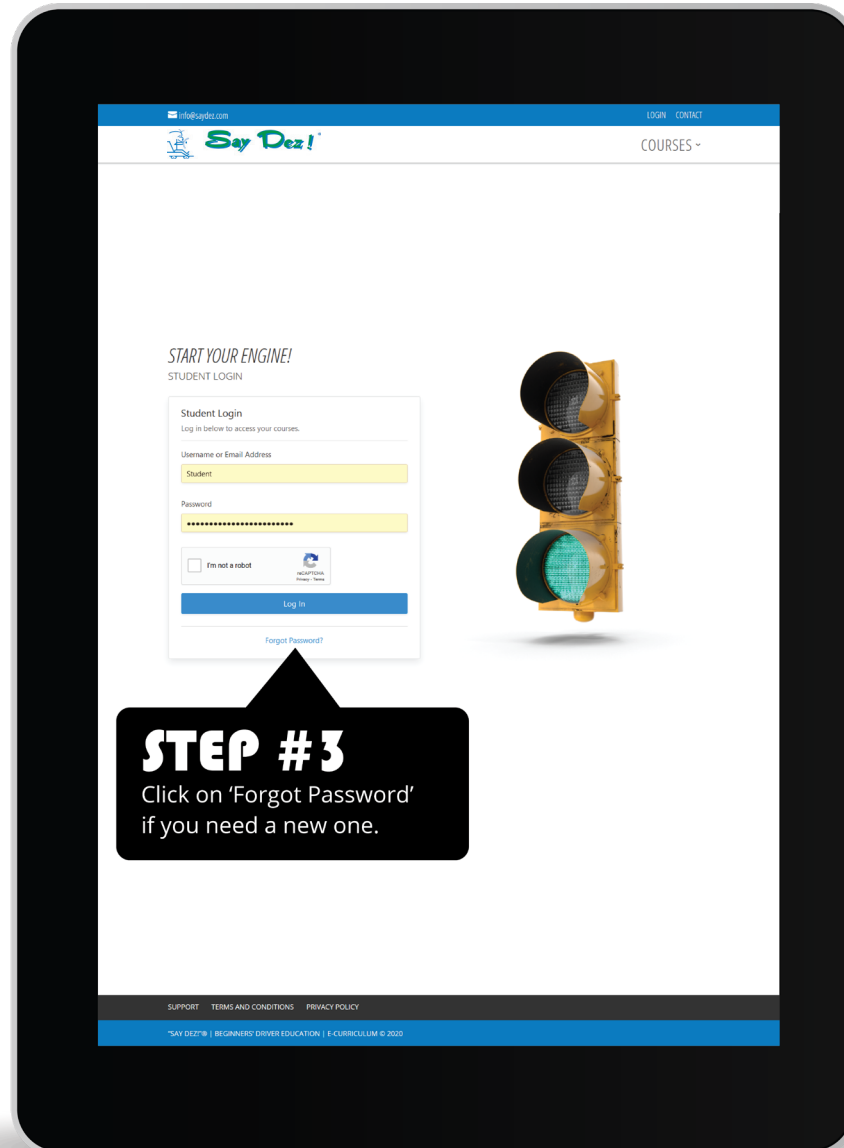 info@saydez.com
LOGIN CONTACT
Say Dez!
COURSES
START YOUR ENGINE!
STUDENT LOGIN
Student Login
Log in below to access your courses.
Username or Email Address
Student
Password
I'm not a robot
reCAPTCHA
Privacy - Terms
Log In
Forgot Password?
STEP #3
Click on ‘Forgot Password’
if you need a new one.
SUPPORT TERMS AND CONDITIONS PRIVACY POLICY
"SAY DEZ!"® | BEGINNERS' DRIVER EDUCATION | E-CURRICULUM © 2020